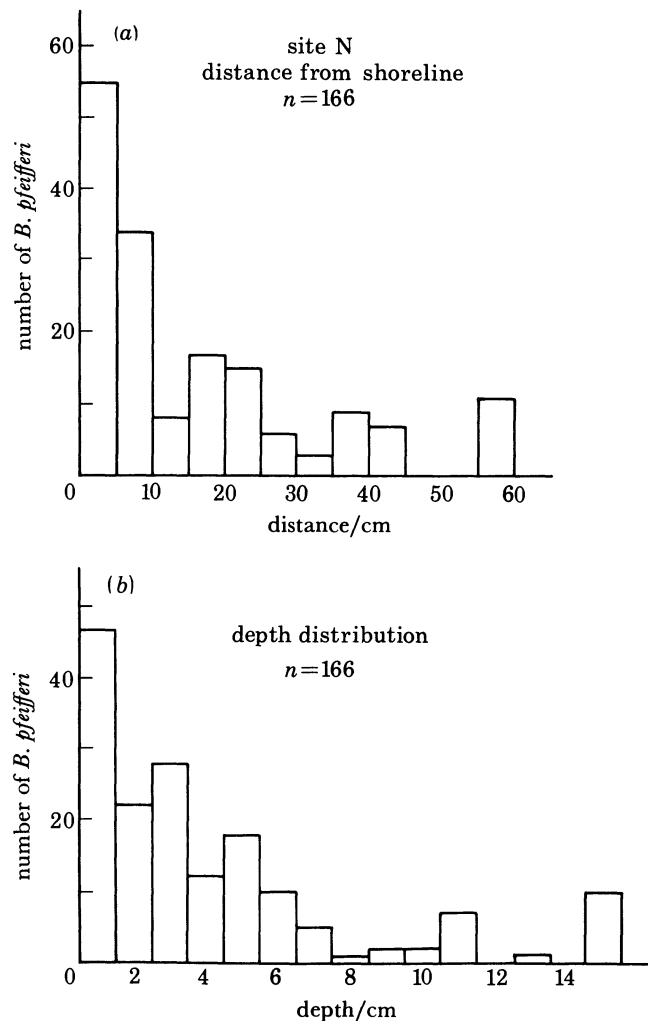 (a)
site N
distance from shoreline
n=166
60
40
20
number of B. pfeifferi
0 10 20 30 40 50 60
distance/cm
(b)
depth distribution
n=166
40
20
number of B. pfeifferi
0 2 4 6 8 10 12 14
depth/cm